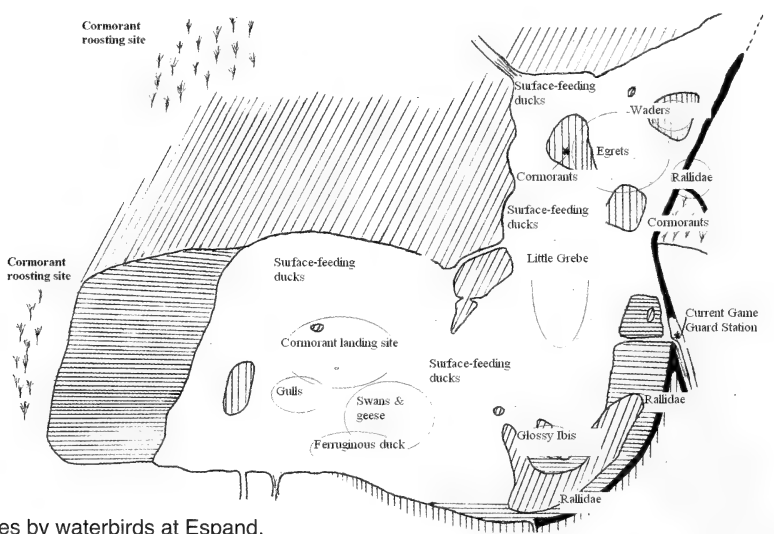 Cormorant
roosting site
Surface-feeding
ducks
Waders
Egrets
Cormorants
Rallidae
Surface-feeding
ducks
Cormorants
Little Grebe
Cormorant
roosting site
Surface-feeding
ducks
Current Game
Guard Station
Cormorant landing site
Surface-feeding
ducks
Gulls
Swans &
geese
Rallidae
Glossy Ibis
Ferruginous duck
Rallidae
es by waterbirds at Espand.